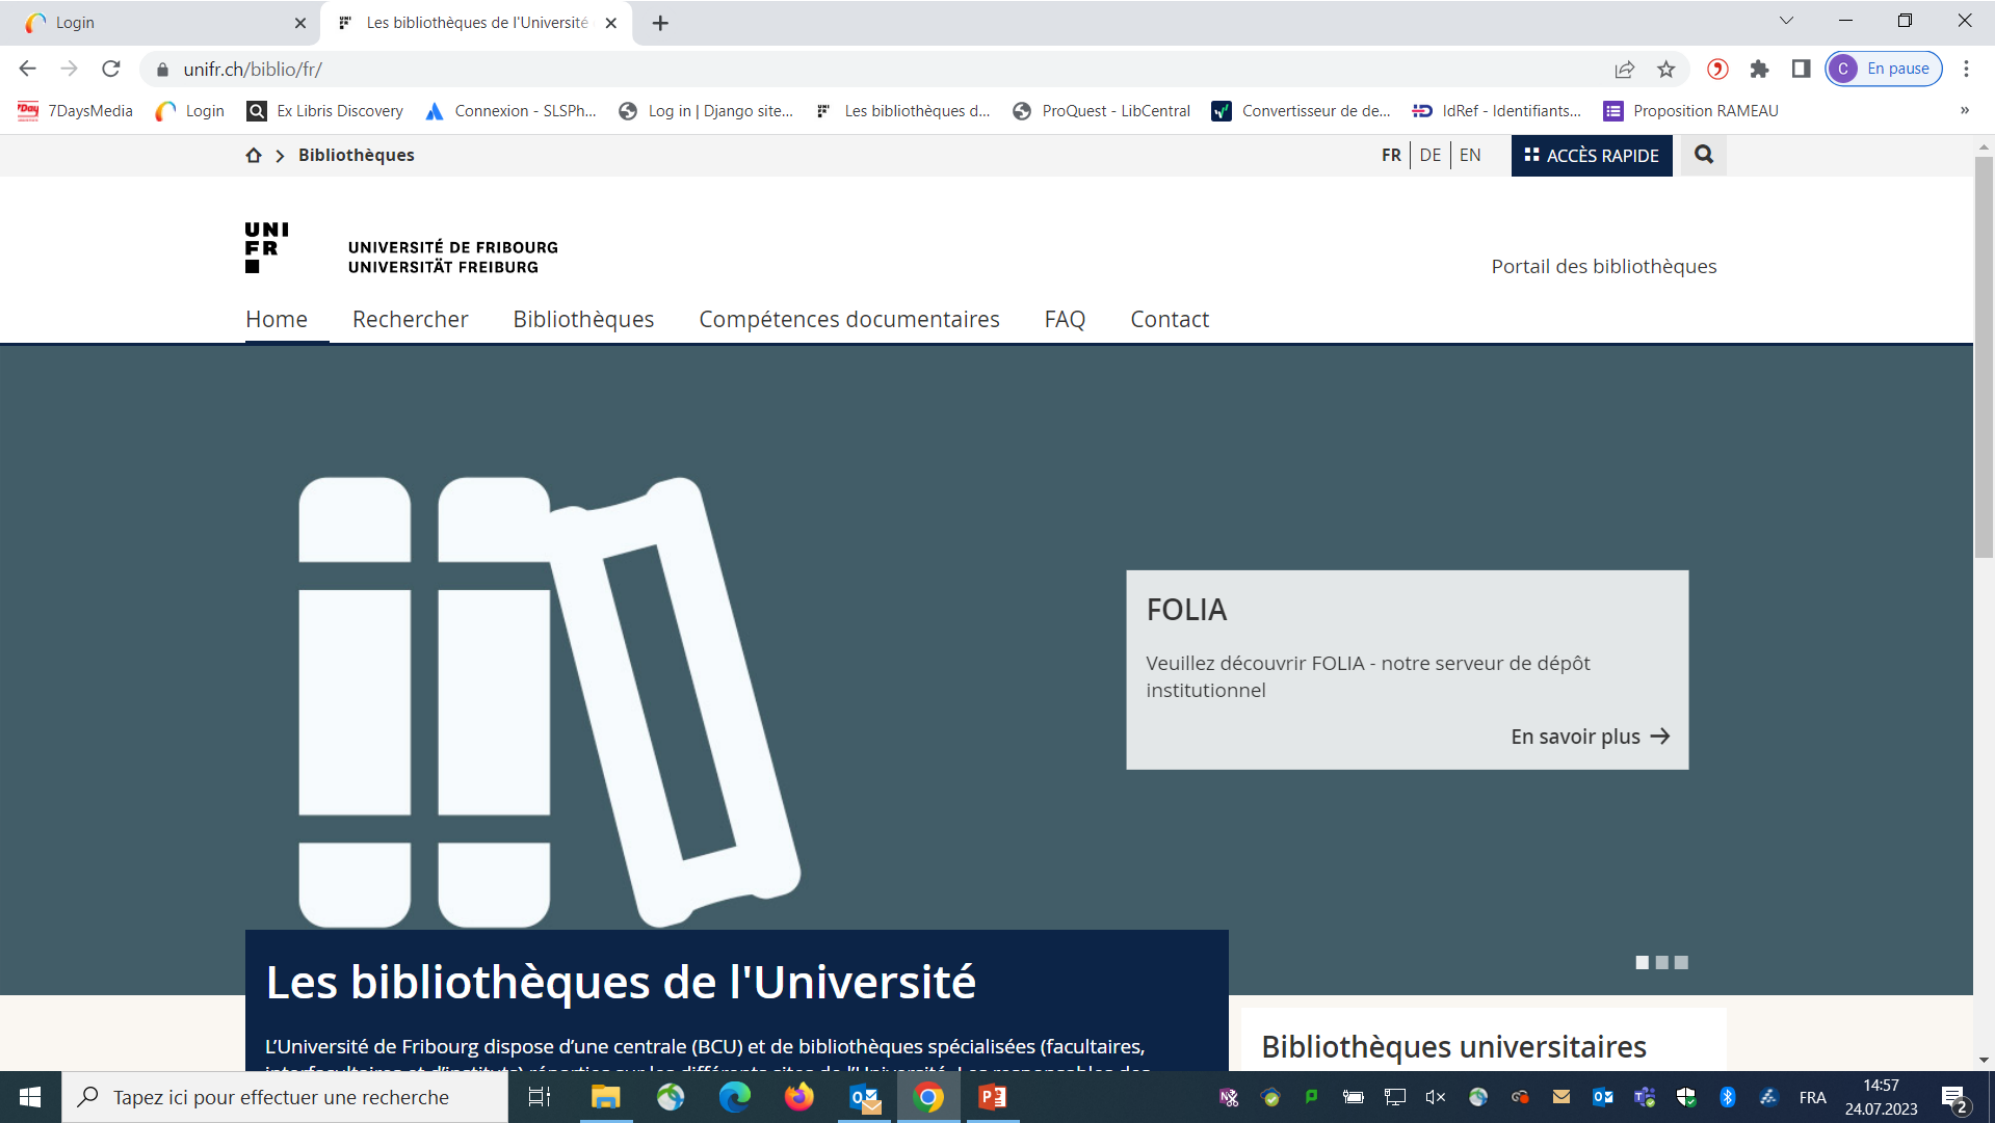 Login
Les bibliothèques de l'Université
unifr.ch/biblio/fr/
C En pause
7Day 7DaysMedia Login Ex Libris Discovery Connexion - SLSPh... Log in | Django site... Les bibliothèques d... ProQuest - LibCentral Convertisseur de de... IdRef - Identifiants... Proposition RAMEAU »
> Bibliothèques
FR DE EN ACCÈS RAPIDE
UNI
FR
UNIVERSITÉ DE FRIBOURG
UNIVERSITÄT FREIBURG
Portail des bibliothèques
Home Rechercher Bibliothèques Compétences documentaires FAQ Contact
FOLIA
Veuillez découvrir FOLIA - notre serveur de dépôt
institutionnel
En savoir plus →
Les bibliothèques de l'Université
L'Université de Fribourg dispose d'une centrale (BCU) et de bibliothèques spécialisées (facultaires,
Bibliothèques universitaires
Tapez ici pour effectuer une recherche
FRA
14:57
24.07.2023
2